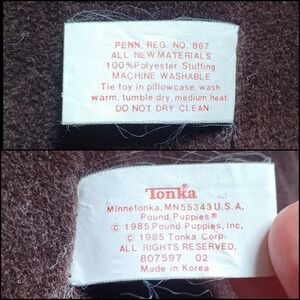 PENN. REG. NO. 867
ALL NEW MATERIALS
100% Polyester Stuffing
MACHINE WASHABLE
Tie toy in pillowcase, wash
warm, tumble dry, medium heat.
DO NOT DRY CLEAN
Tonka
Minnetonka, MN 55343 U.S.A.
Pound Puppies®
© 1985 Pound Puppies, Inc.
© 1985 Tonka Corp.
ALL RIGHTS RESERVED.
807597 02
Made in Korea